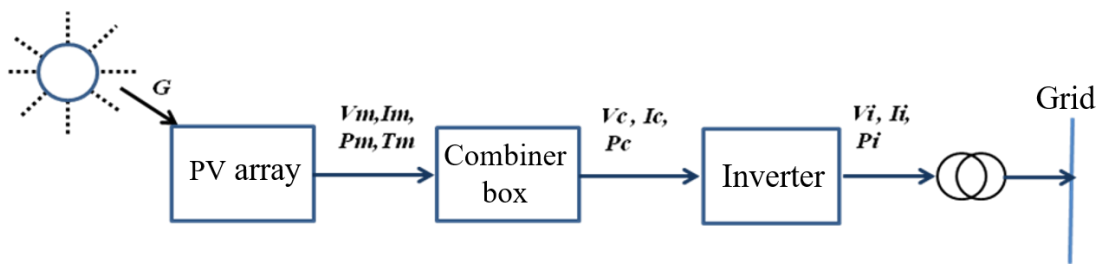 G
PV array
Vm,Im,
Pm,Tm
Combiner
box
Vc, Ic,
Pc
Inverter
Vi, Ii,
Pi
Grid